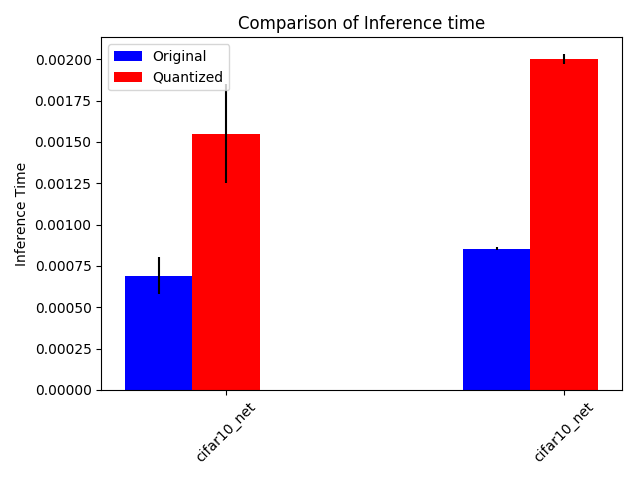 Comparison of Inference time
Original
Quantized
Inference Time
0.00200
0.00175
0.00150
0.00125
0.00100
0.00075
0.00050
0.00025
0.00000
cifar10_net
cifar10_net